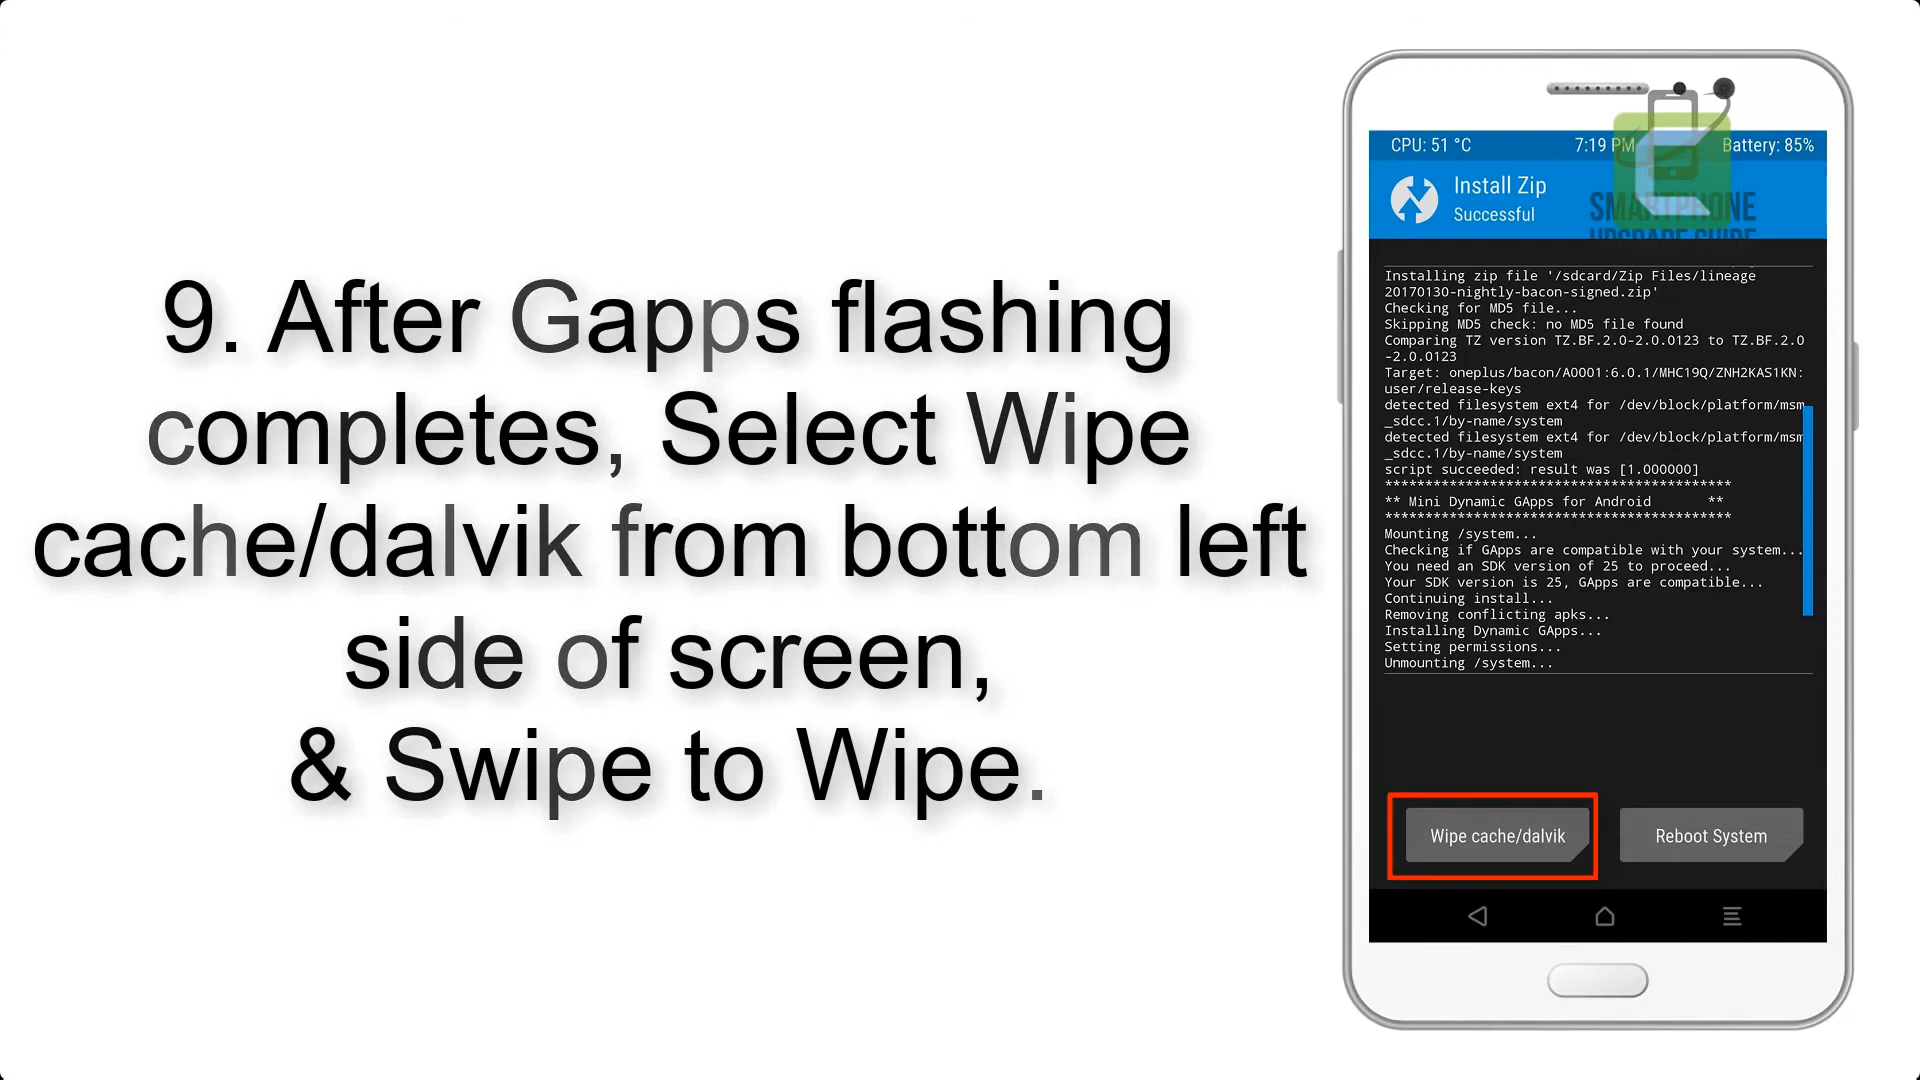 9. After Gapps flashing
completes, Select Wipe
cache/dalvik from bottom left
side of screen,
& Swipe to Wipe.
CPU: 51 °C 7:19 PM Battery: 85%
Install Zip
Successful
SMARTPHONE
UPGRADE GUIDE
Installing zip file '/sdcard/Zip Files/lineage
20170130-nightly-bacon-signed.zip'
Checking for MD5 file...
Skipping MD5 check: no MD5 file found
Comparing TZ version TZ.BF.2.0-2.0.0123 to TZ.BF.2.0
-2.0.0123
Target: oneplus/bacon/A0001:6.0.1/MHC19Q/ZNH2KAS1KN:
user/release-keys
detected filesystem ext4 for /dev/block/platform/msm
_sdcc.1/by-name/system
detected filesystem ext4 for /dev/block/platform/msm
_sdcc.1/by-name/system
script succeeded: result was [1.000000]
*******************************************
** Mini Dynamic GApps for Android **
*******************************************
Mounting /system...
Checking if GApps are compatible with your system...
You need an SDK version of 25 to proceed...
Your SDK version is 25, GApps are compatible...
Continuing install...
Removing conflicting apks...
Installing Dynamic GApps...
Setting permissions...
Unmounting /system...
Wipe cache/dalvik
Reboot System